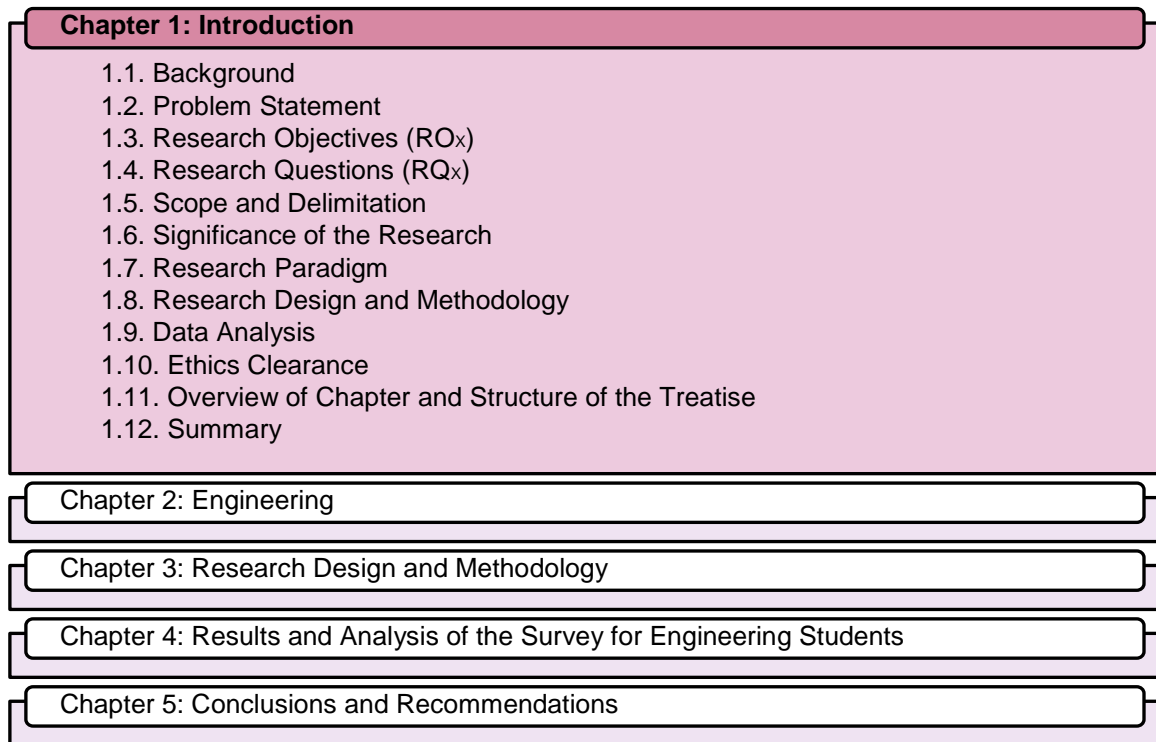 Chapter 1: Introduction
1.1. Background
1.2. Problem Statement
1.3. Research Objectives (ROx)
1.4. Research Questions (RQx)
1.5. Scope and Delimitation
1.6. Significance of the Research
1.7. Research Paradigm
1.8. Research Design and Methodology
1.9. Data Analysis
1.10. Ethics Clearance
1.11. Overview of Chapter and Structure of the Treatise
1.12. Summary
Chapter 2: Engineering
Chapter 3: Research Design and Methodology
Chapter 4: Results and Analysis of the Survey for Engineering Students
Chapter 5: Conclusions and Recommendations